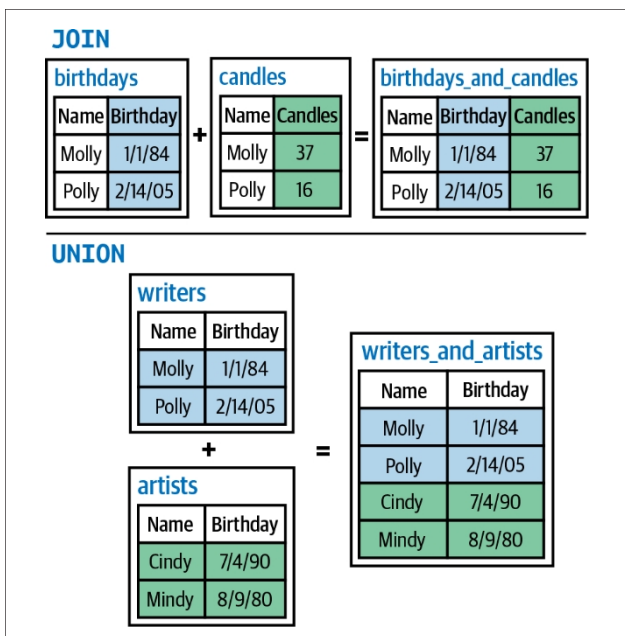 JOIN
birthdays
Name Birthday
Molly 1/1/84
Polly 2/14/05
+
candles
Name Candles
Molly 37
Polly 16
=
birthdays_and_candles
Name Birthday Candles
Molly 1/1/84 37
Polly 2/14/05 16
UNION
writers
Name Birthday
Molly 1/1/84
Polly 2/14/05
+
artists
Name Birthday
Cindy 7/4/90
Mindy 8/9/80
=
writers_and_artists
Name Birthday
Molly 1/1/84
Polly 2/14/05
Cindy 7/4/90
Mindy 8/9/80